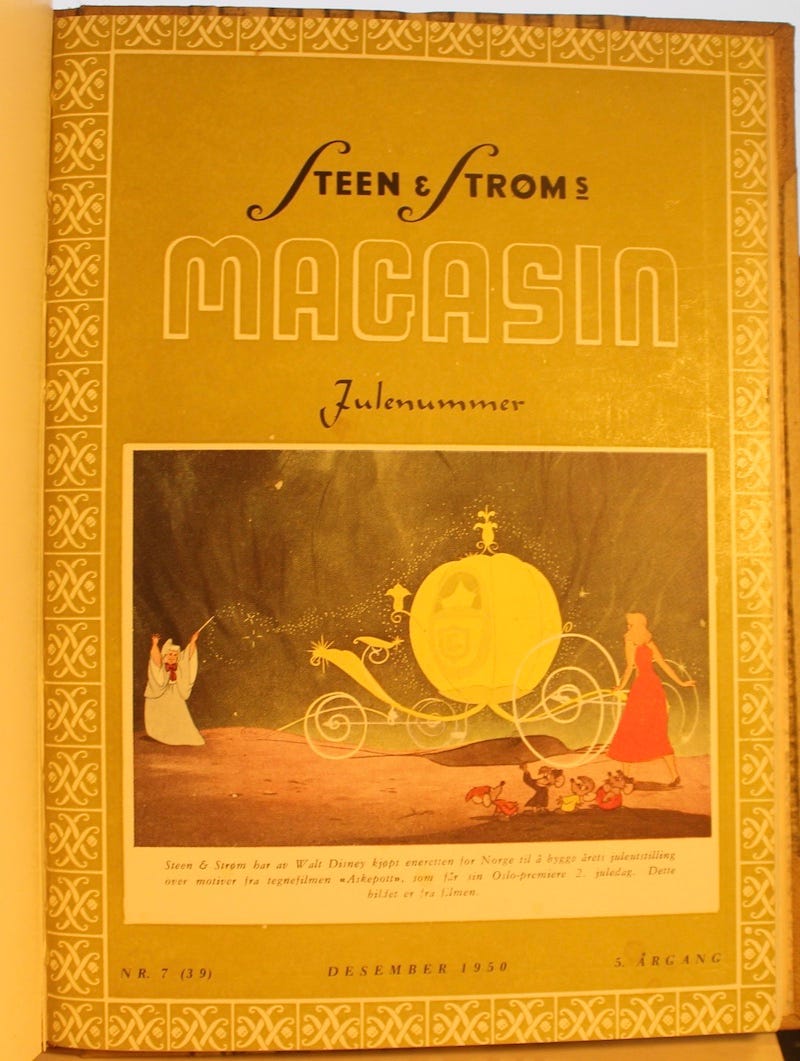 STEEN & STRØMS
MAGASIN
Julenummer
Steen & Strøm har av Walt Disney kjøpt eneretten for Norge til å bygge årets juleutstilling
over motiver fra tegnefilmen «Askepott», som får sin Oslo-premiere 2. juledag. Dette
bildet er fra filmen.
NR. 7 (39) DESEMBER 1950 5. ÅRGANG